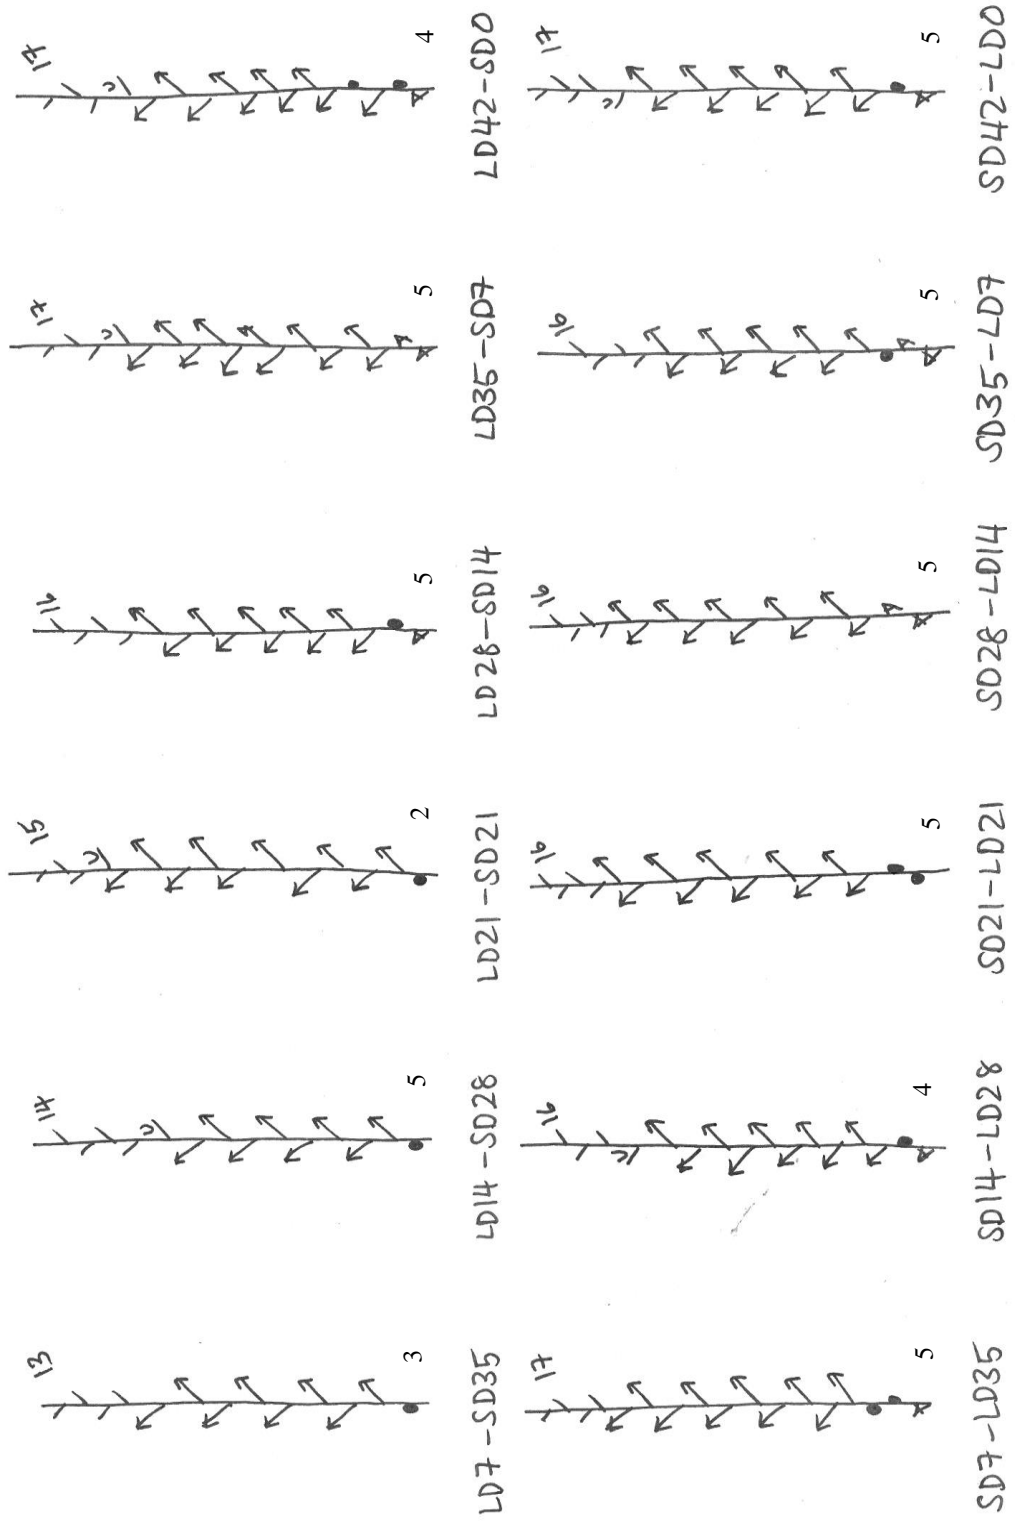 13 14 15 16 17 17
3 5 2 5 5 4
LD7-SD35 LD14-SD28 LD21-SD21 LD28-SD14 LD35-SD7 LD42-SD0
17 16 16 16 16 17
5 4 5 5 5 5
SD7-LD35 SD14-LD28 SD21-LD21 SD28-LD14 SD35-LD7 SD42-LD0